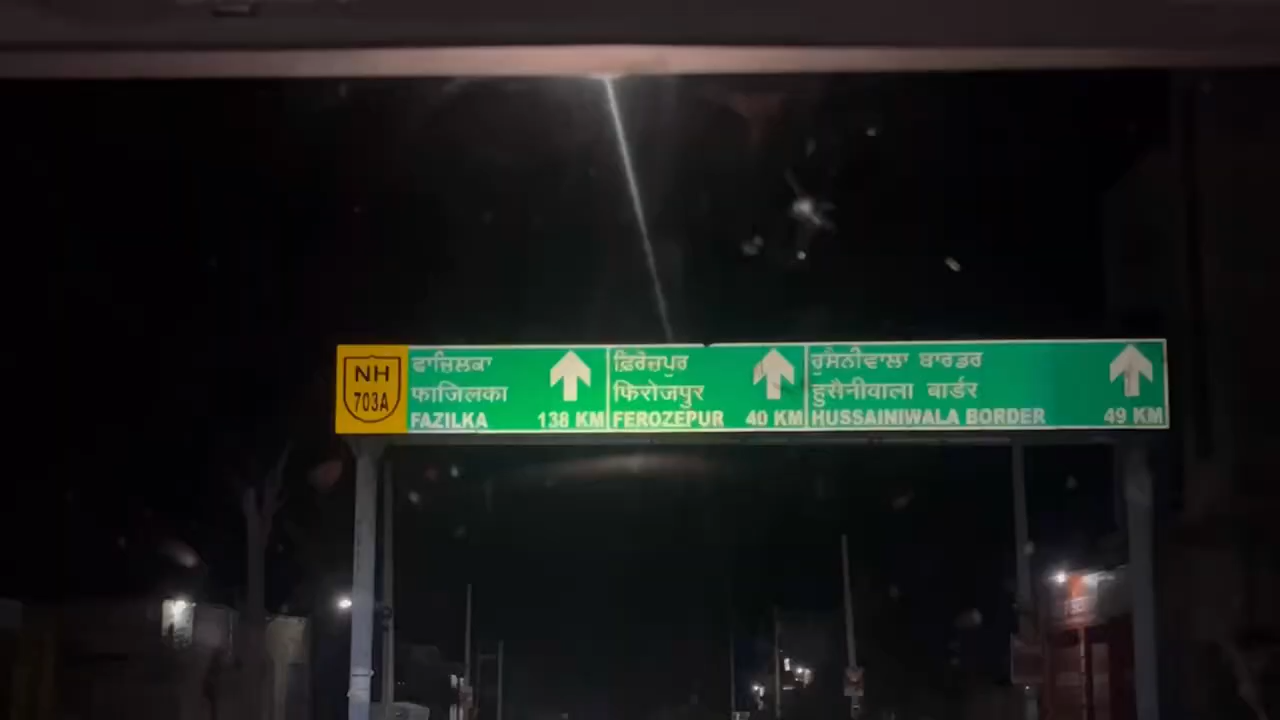 NH
703A
ਫਾਜ਼ਿਲਕਾ
फाजिलका
FAZILKA 138 KM
ਫ਼ਿਰੋਜ਼ਪੁਰ
फिरोजपुर
FEROZEPUR 40 KM
ਹੁਸੈਨੀਵਾਲਾ ਬਾਰਡਰ
हुसैनीवाला बार्डर
HUSSAINIWALA BORDER 49 KM